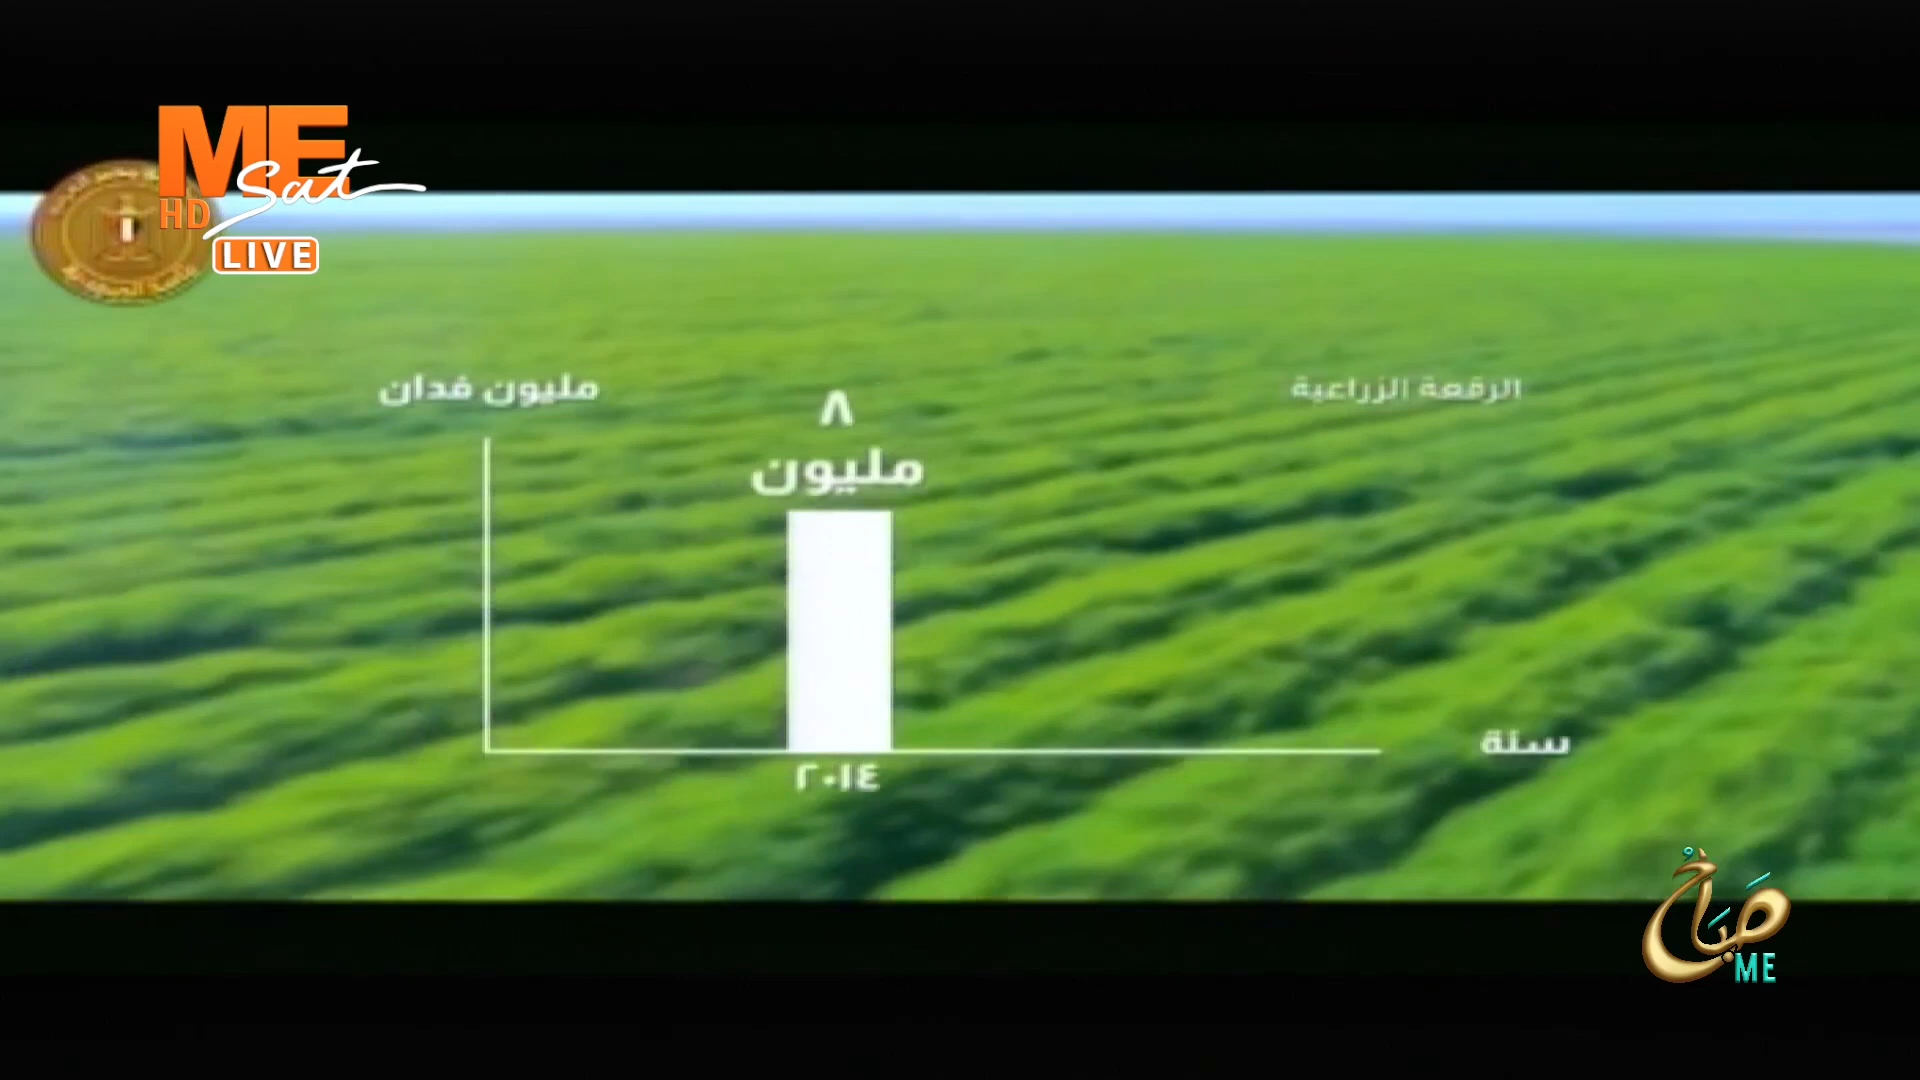 ME
Sat
HD
LIVE
مليون فدان
٨
مليون
الرقعة الزراعية
سنة
٢٠١٤
صباح
ME